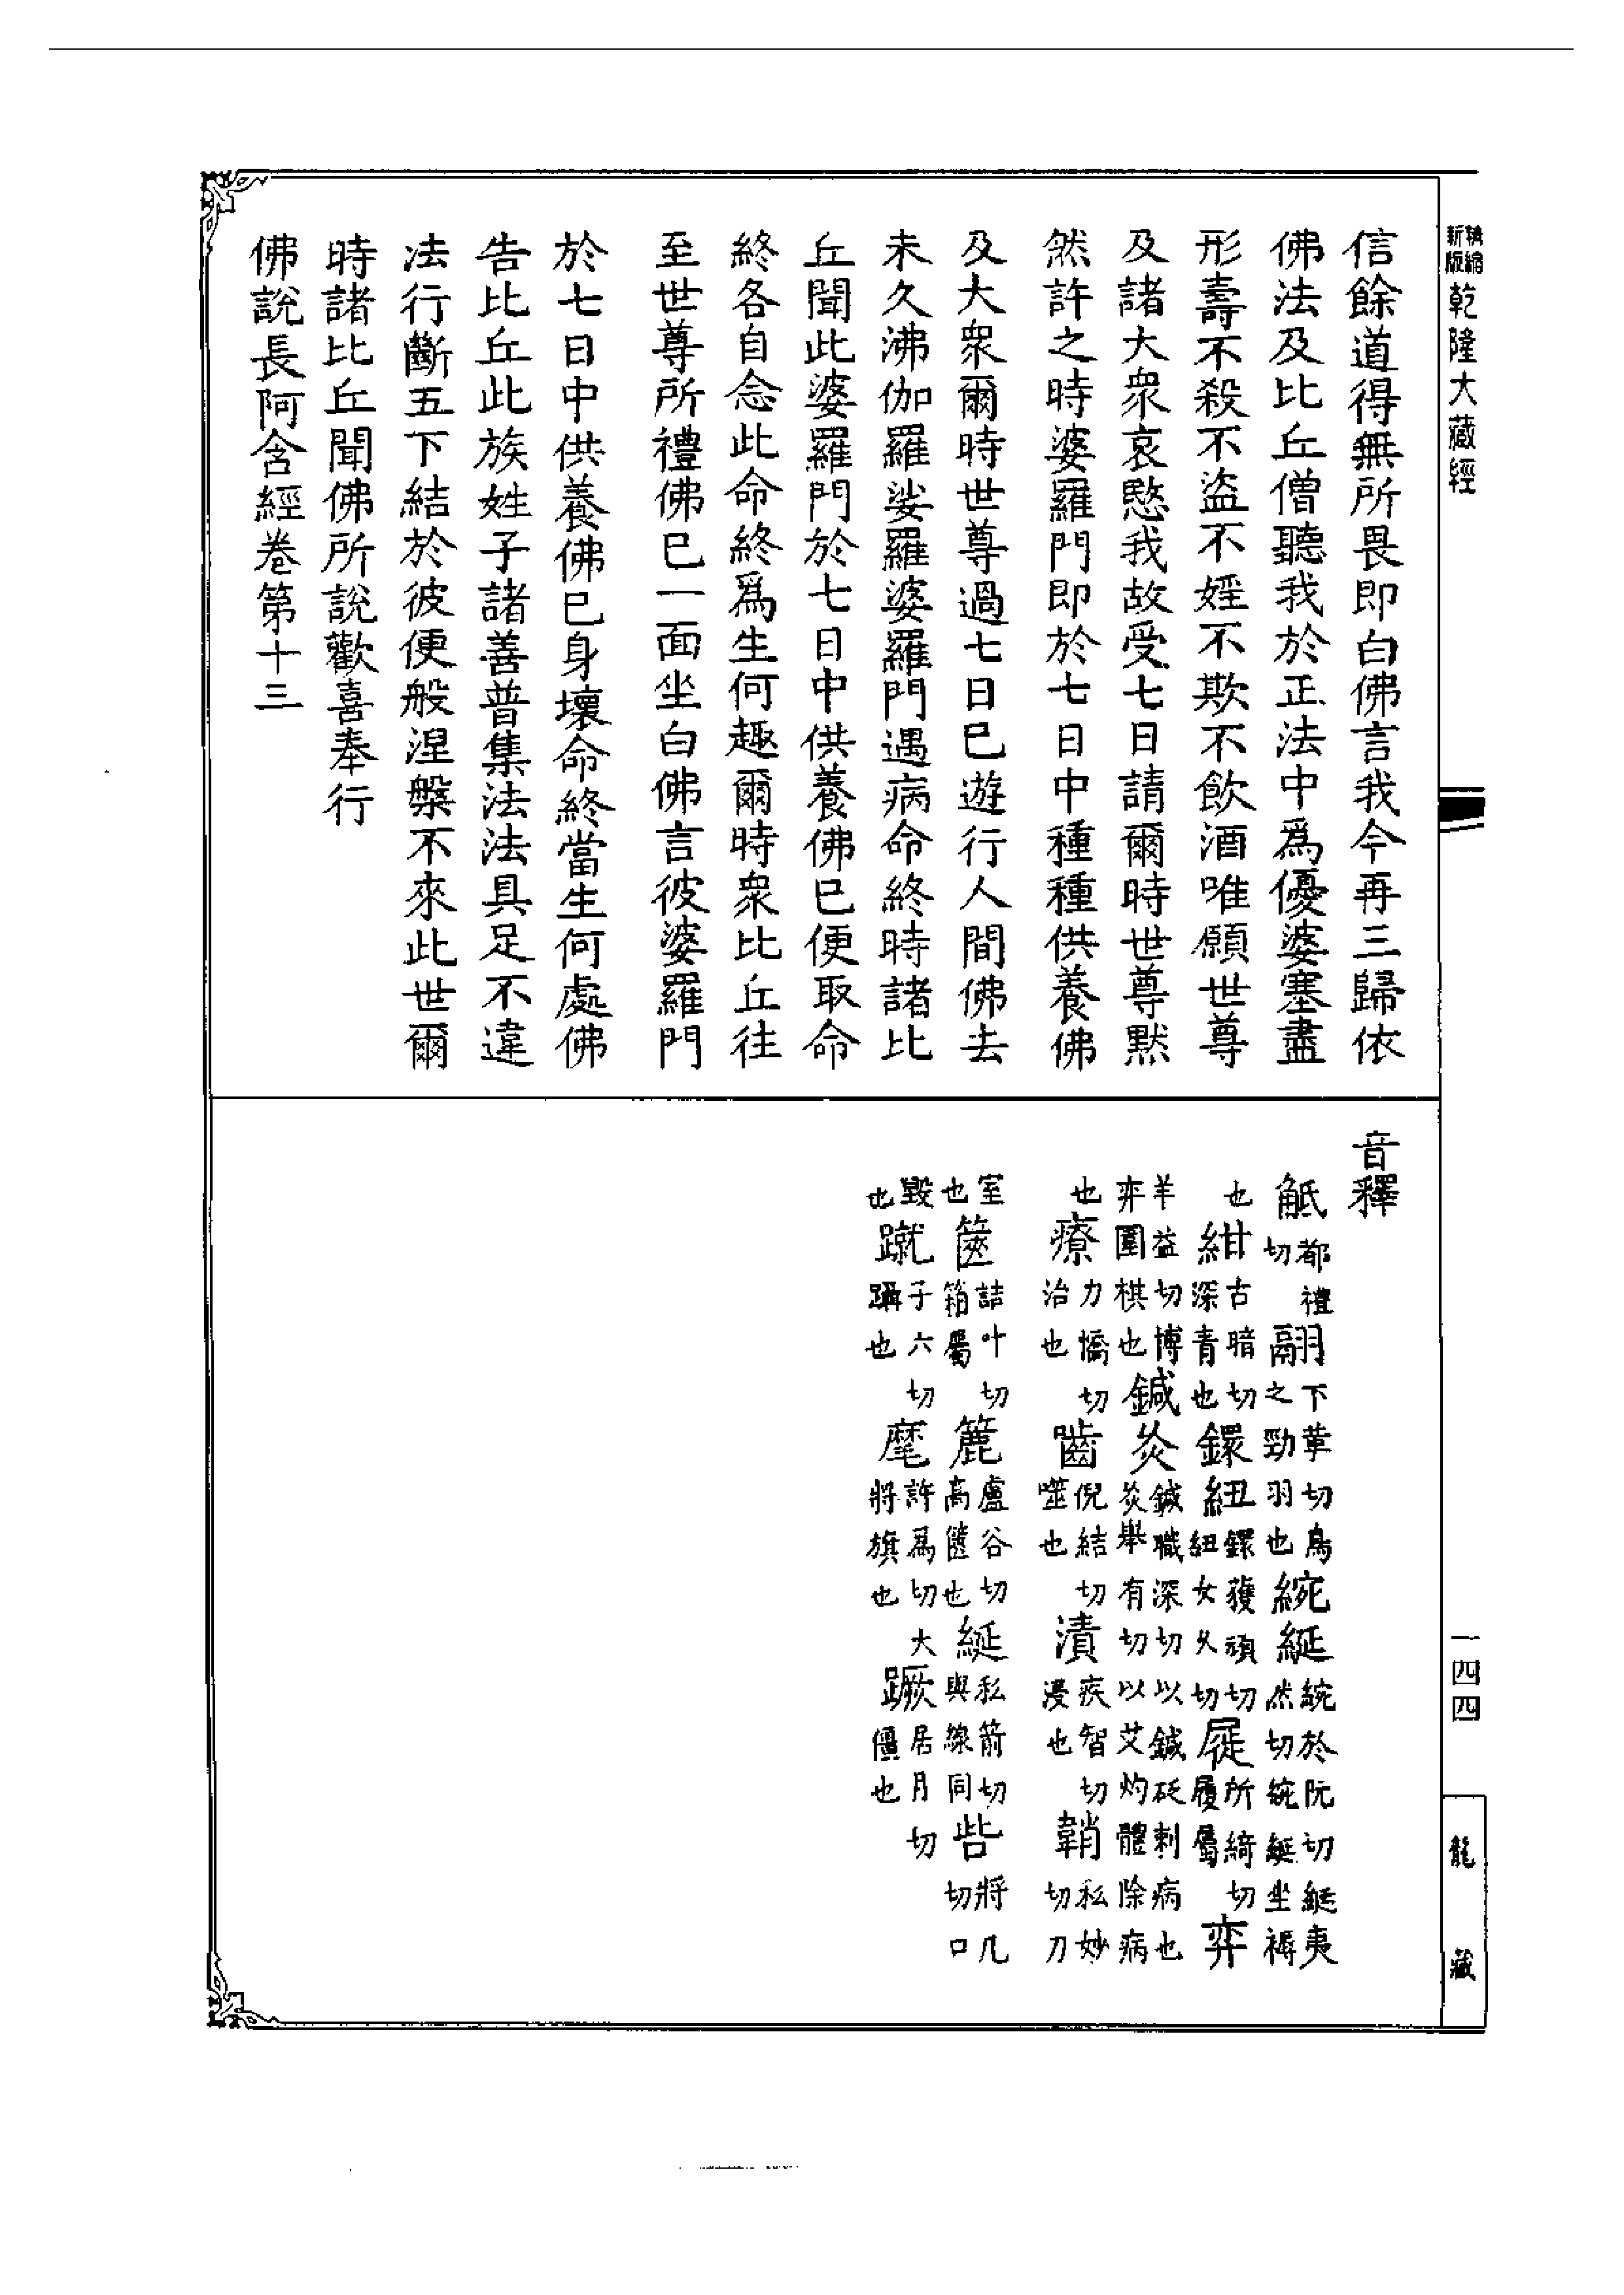 精縮
新版
乾隆大藏經
信餘道得無所畏即白佛言我今再三歸依
佛法及比丘僧聽我於正法中爲優婆塞盡
形壽不殺不盜不婬不欺不飲酒唯願世尊
及諸大衆哀愍我故受七日請爾時世尊默
然許之時婆羅門即於七日中種種供養佛
及大衆爾時世尊過七日巳遊行人間佛去
未久沸伽羅娑羅婆羅門遇病命終時諸比
丘聞此婆羅門於七日中供養佛巳便取命
終各自念此命終爲生何趣爾時衆比丘往
至世尊所禮佛巳一面坐白佛言彼婆羅門
於七日中供養佛巳身壞命終當生何處佛
告比丘此族姓子諸善普集法法具足不違
法行斷五下結於彼便般涅槃不來此世爾
時諸比丘聞佛所說歡喜奉行
佛說長阿含經卷第十三
音釋
觝都禮切翮下革切鳥之勁羽也綩綖綩於阮切綖夷然切綩綖坐褥
也紺古暗切深青也鐶紐鐶獲頑切紐女久切屣所綺切履屬弈
羊益切博弈圍棋也鍼灸鍼職深切以鍼砭刺病也灸舉有切以艾灼體除病
也療力憍切治也齧倪結切噬也漬疾智切浸也鞘私妙切刀
室也篋詰叶切箱屬簏盧谷切高篋也綖私箭切與線同呰將几切口
毀也蹴子六切躡也麾許爲切大將旗也蹶居月切僵也
一四四
龍藏